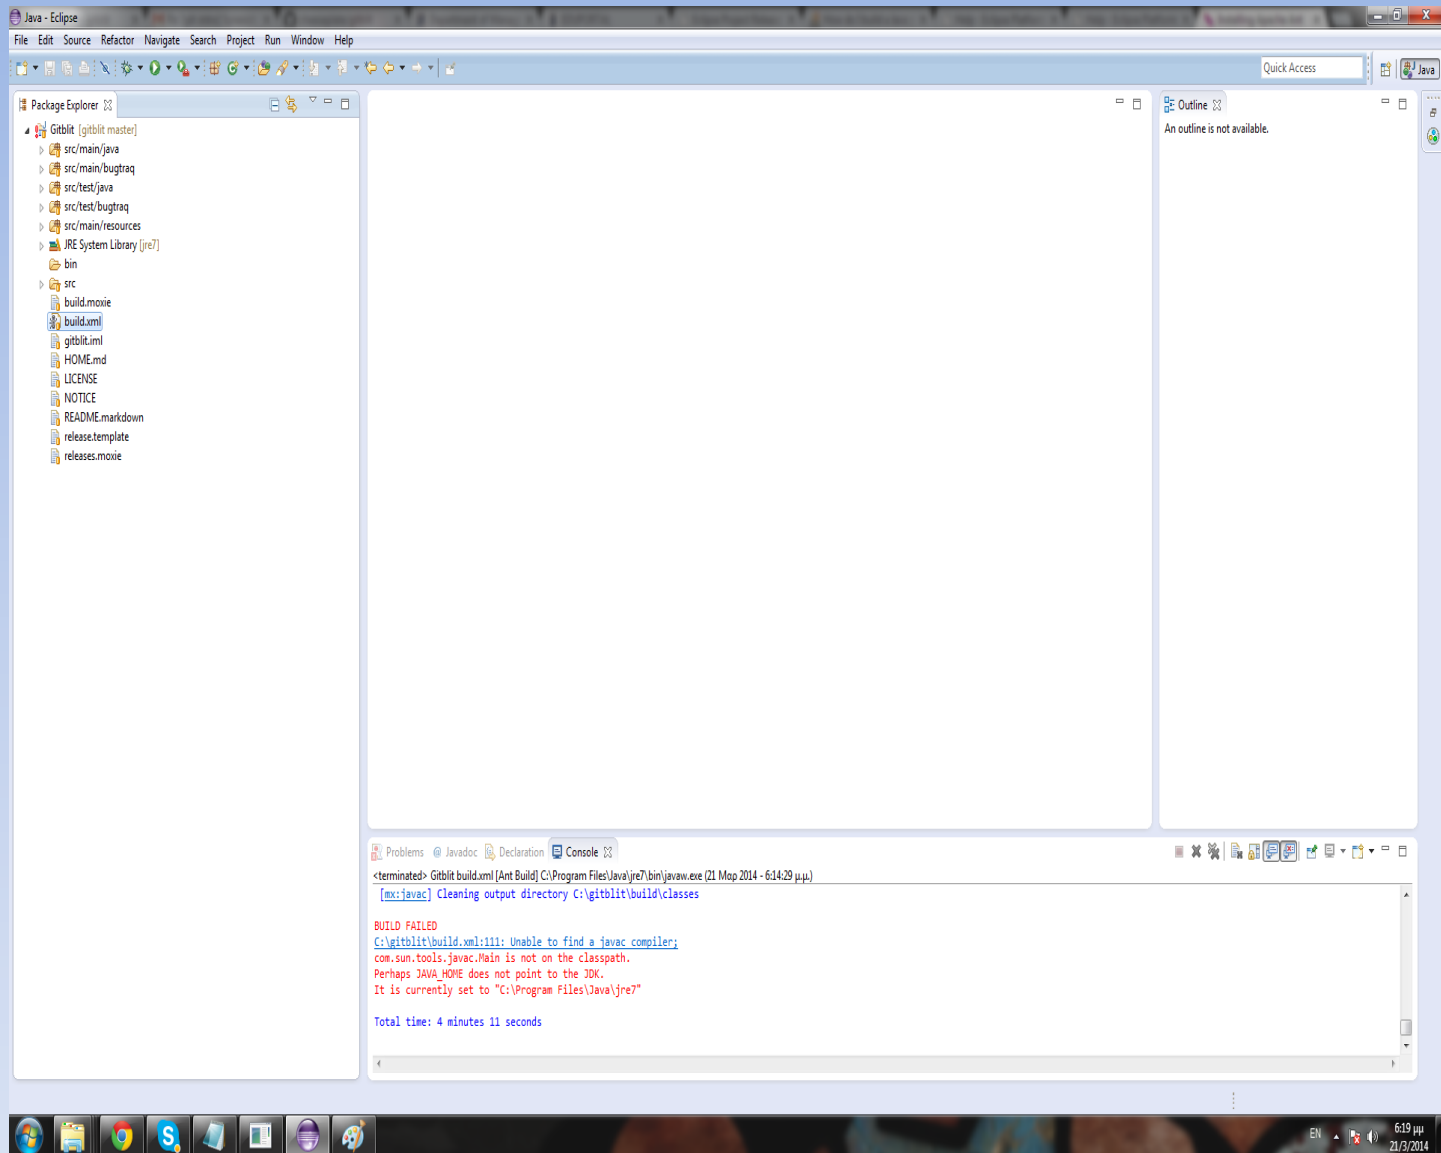 Java - Eclipse
File Edit Source Refactor Navigate Search Project Run Window Help
Quick Access
Java
Package Explorer
Gitblit [gitblit master]
src/main/java
src/main/bugtraq
src/test/java
src/test/bugtraq
src/main/resources
JRE System Library [jre7]
bin
src
build.moxie
build.xml
gitblit.iml
HOME.md
LICENSE
NOTICE
README.markdown
release.template
releases.moxie
Outline
An outline is not available.
Problems @ Javadoc Declaration Console
<terminated> Gitblit build.xml [Ant Build] C:\Program Files\Java\jre7\bin\javaw.exe (21 Μαρ 2014 - 6:14:29 μ.μ.)
[mx:javac] Cleaning output directory C:\gitblit\build\classes
BUILD FAILED
C:\gitblit\build.xml:111: Unable to find a javac compiler;
com.sun.tools.javac.Main is not on the classpath.
Perhaps JAVA_HOME does not point to the JDK.
It is currently set to "C:\Program Files\Java\jre7"
Total time: 4 minutes 11 seconds
EN
6:19 μμ
21/3/2014